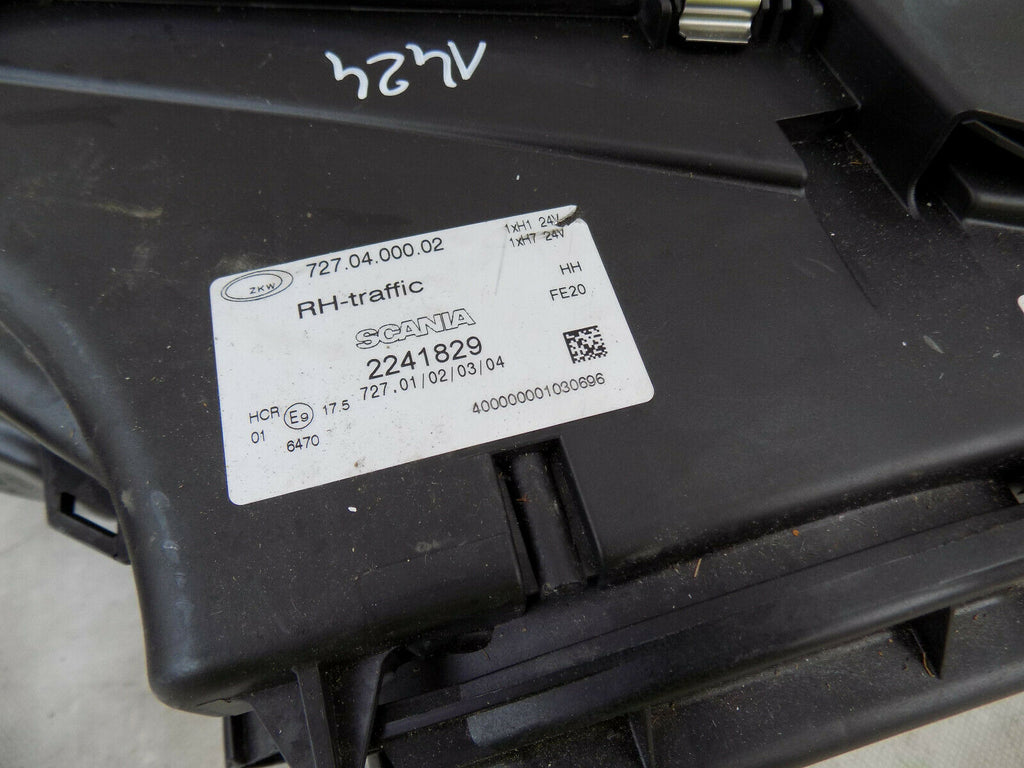 1424
ZKW 727.04.000.02
1xH1 24V
1xH7 24V
RH-traffic
HH
FE20
SCANIA
2241829
727.01/02/03/04
HCR E9 17.5
01 6470
400000001030696